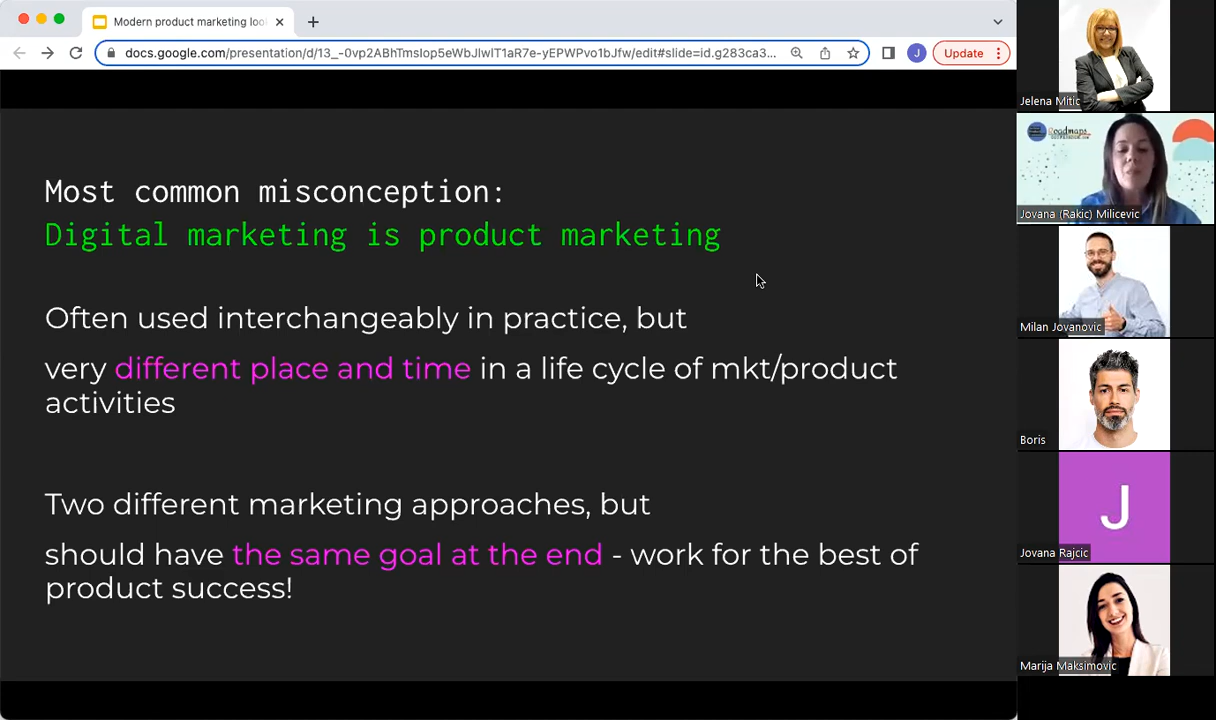 Modern product marketing loo
docs.google.com/presentation/d/13_-0vp2ABhTmsIop5eWbJlwIT1aR7e-yEPWPvo1bJfw/edit#slide=id.g283ca3...
J
Update
Most common misconception:
Digital marketing is product marketing
Often used interchangeably in practice, but
very different place and time in a life cycle of mkt/product
activities
Two different marketing approaches, but
should have the same goal at the end - work for the best of
product success!
Jelena Mitic
Roadmaps
Jovana (Rakic) Milicevic
Milan Jovanovic
Boris
J
Jovana Rajcic
Marija Maksimovic